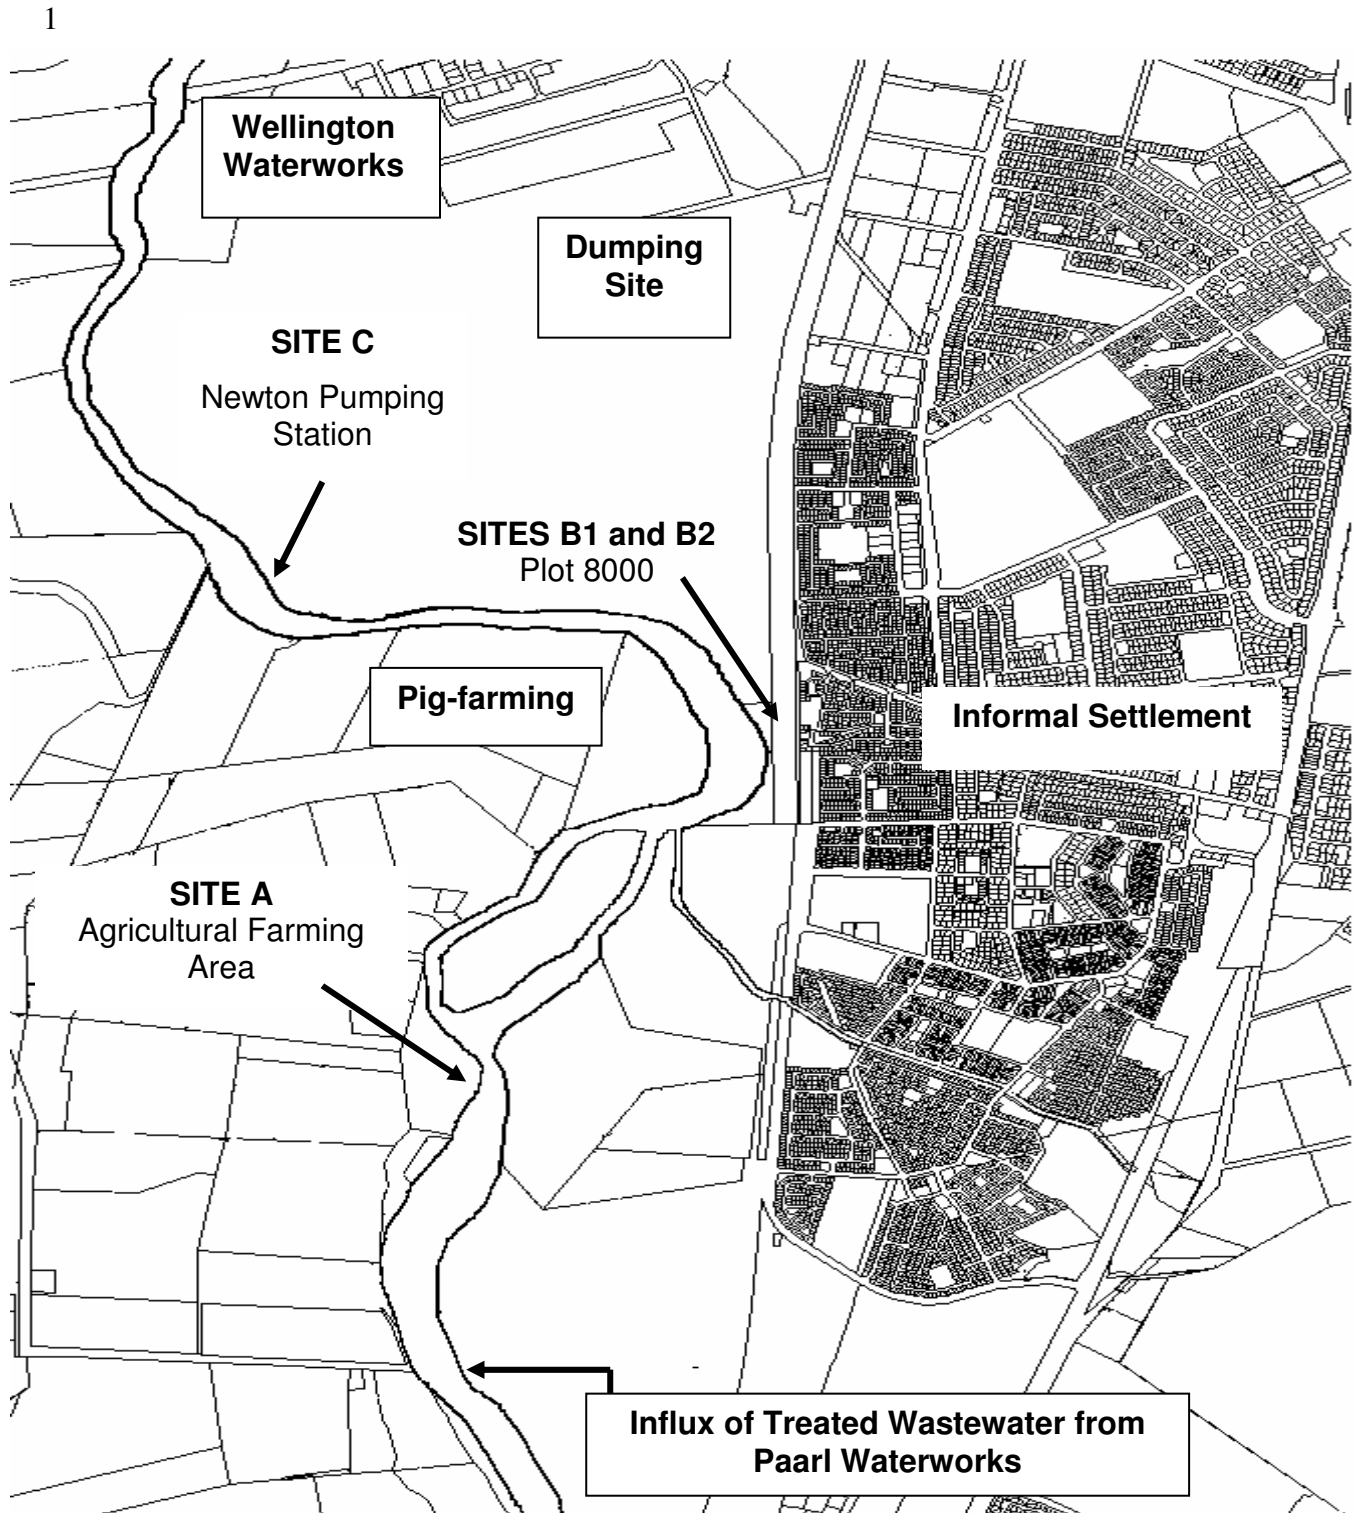 1
Wellington
Waterworks
Dumping
Site
SITE C
Newton Pumping
Station
SITES B1 and B2
Plot 8000
Pig-farming
Informal Settlement
SITE A
Agricultural Farming
Area
Influx of Treated Wastewater from
Paarl Waterworks